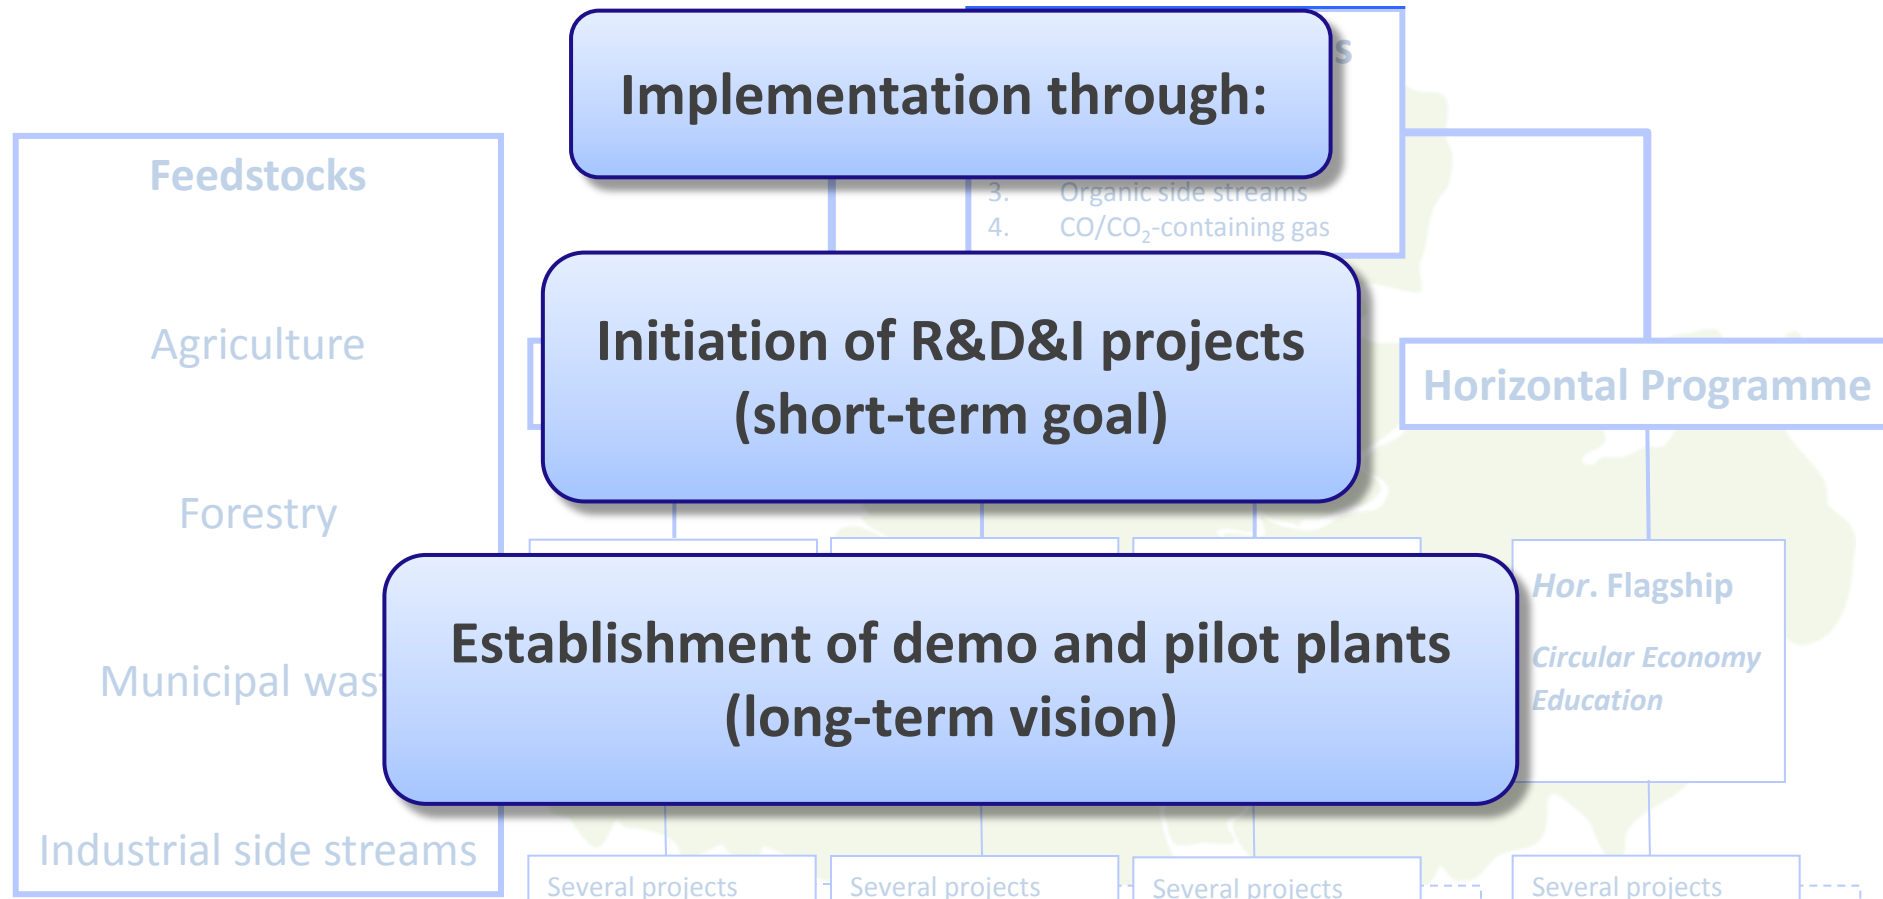 s
Implementation through:
Feedstocks
3. Organic side streams
4. CO/CO₂-containing gas
Agriculture
Initiation of R&D&I projects
(short-term goal)
Horizontal Programme
Forestry
Hor. Flagship
Establishment of demo and pilot plants
(long-term vision)
Circular Economy
Education
Municipal was
Industrial side streams
Several projects
Several projects
Several projects
Several projects